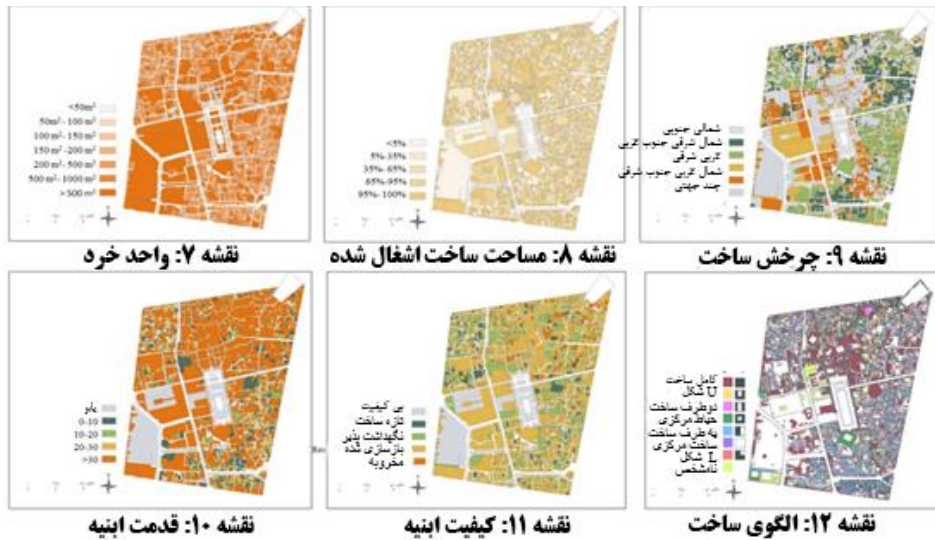 <50m²
50m²- 100 m²
100 m²- 150 m²
150 m² -200 m²
200 m²- 500 m²
500 m²- 1000 m²
>500 m²
نقشه ۷: واحد خرد
<5%
5%-35%
35%- 65%
65%-95%
95%- 100%
نقشه ۸: مساحت ساخت اشغال شده
شمالی جنوبی
شمال شرقی جنوب غربی
غربی شرقی
شمال غربی جنوب شرقی
چند جهتی
نقشه ۹: چرخش ساخت
0-10
10-20
20-30
>30
نقشه ۱۰: قدمت ابنیه
بی کیفیت
تازه ساخت
نگهداشت پذیر
بازسازی شده
مخروبه
نقشه ۱۱: کیفیت ابنیه
کامل ساخت
U شکل
دوطرف ساخت
حیاط مرکزی
یه طرف ساخت
ساخت مرکزی
L شکل
نامشخص
نقشه ۱۲: الگوی ساخت